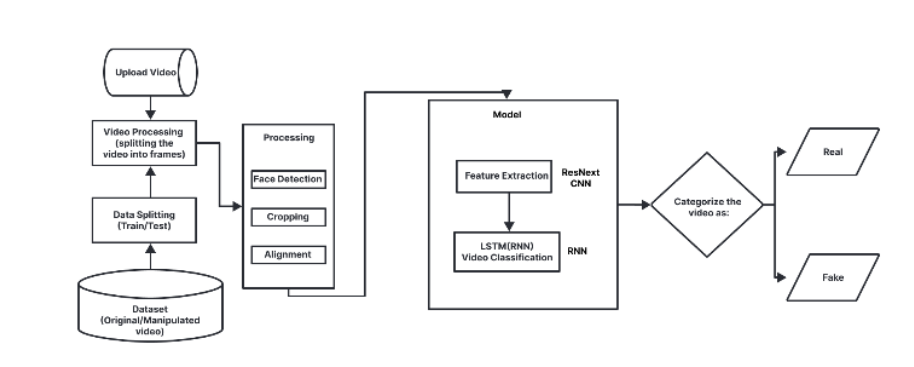 Upload Video
Video Processing
(splitting the
video into frames)
Data Splitting
(Train/Test)
Dataset
(Original/Manipulated
video)
Processing
Face Detection
Cropping
Alignment
Model
Feature Extraction
ResNext
CNN
LSTM(RNN)
Video Classification
RNN
Categorize the
video as:
Real
Fake